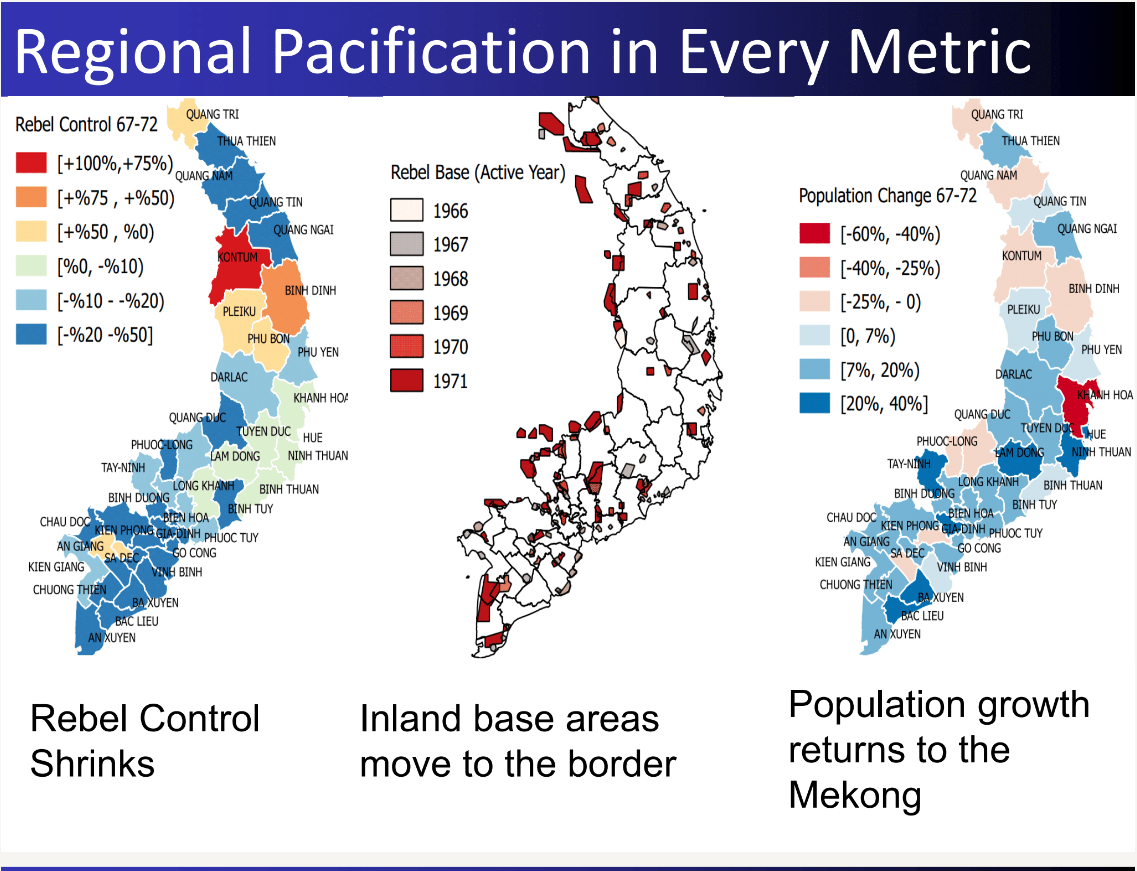 Regional Pacification in Every Metric
Rebel Control 67-72
[+100%,+75%)
[+%75 , +%50)
[+%50 , %0)
[%0, -%10)
[-%10 - -%20)
[-%20 -%50]
QUANG TRI
THUA THIEN
QUANG NAM
QUANG TIN
QUANG NGAI
KONTUM
BINH DINH
PLEIKU
PHU BON
PHU YEN
DARLAC
KHANH HOA
QUANG DUC
TUYEN DUC
HUE
PHUOC-LONG
LAM DONG
NINH THUAN
TAY-NINH
LONG KHANH
BINH THUAN
BINH DUONG
BINH TUY
BIEN HOA
CHAU DOC
KIEN PHONG
GIA-DINH
PHUOC TUY
AN GIANG
SA DEC
GO CONG
KIEN GIANG
VINH BINH
CHUONG THIEN
BA XUYEN
BAC LIEU
AN XUYEN
Rebel Base (Active Year)
1966
1967
1968
1969
1970
1971
Population Change 67-72
[-60%, -40%)
[-40%, -25%)
[-25%, - 0)
[0, 7%)
[7%, 20%)
[20%, 40%]
QUANG TRI
THUA THIEN
QUANG NAM
QUANG TIN
QUANG NGAI
KONTUM
BINH DINH
PLEIKU
PHU BON
PHU YEN
DARLAC
KHANH HOA
QUANG DUC
TUYEN DUC
HUE
PHUOC-LONG
LAM DONG
NINH THUAN
TAY-NINH
LONG KHANH
BINH THUAN
BINH DUONG
BINH TUY
BIEN HOA
CHAU DOC
KIEN PHONG
GIA-DINH
PHUOC TUY
AN GIANG
SA DEC
GO CONG
KIEN GIANG
VINH BINH
CHUONG THIEN
BA XUYEN
BAC LIEU
AN XUYEN
Rebel Control
Shrinks
Inland base areas
move to the border
Population growth
returns to the
Mekong